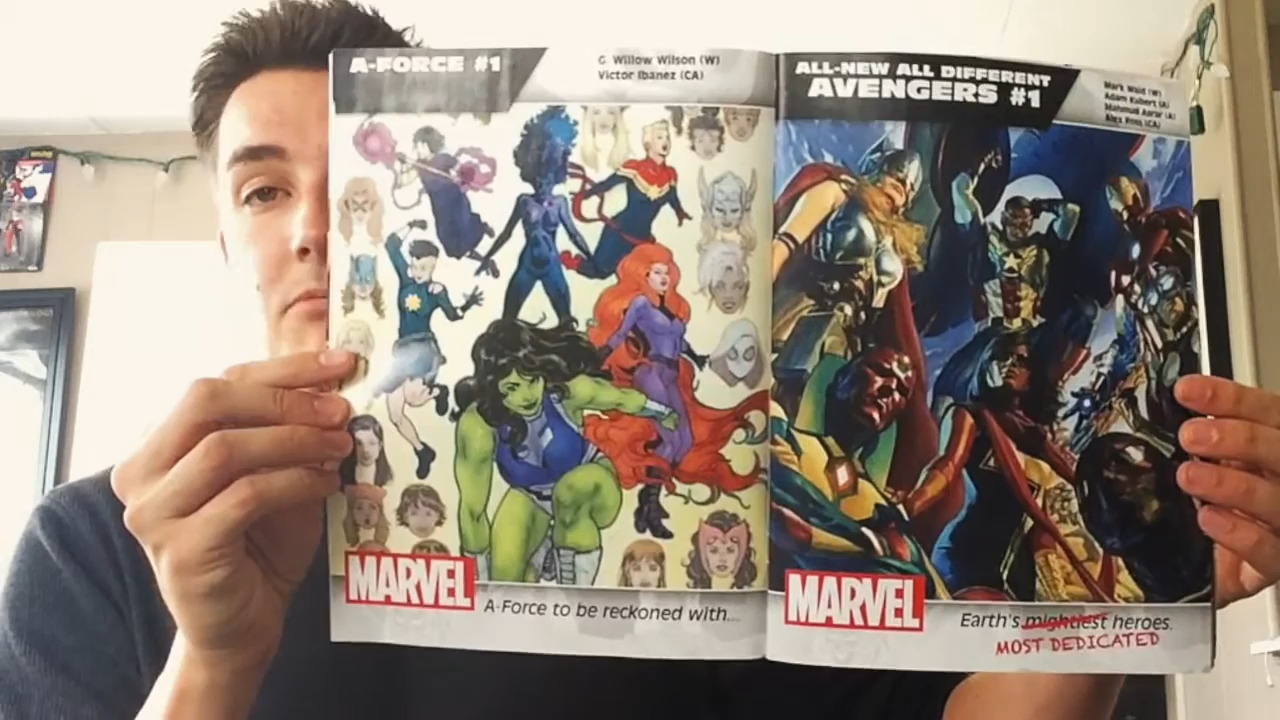 A-FORCE #1
G. Willow Wilson (W)
Victor Ibanez (CA)
MARVEL
A-Force to be reckoned with...
ALL-NEW ALL DIFFERENT
AVENGERS #1
Mark Waid (W)
Adam Kubert (A)
Mahmud Asrar (A)
Alex Ross (CA)
MARVEL
Earth's mightiest heroes.
MOST DEDICATED